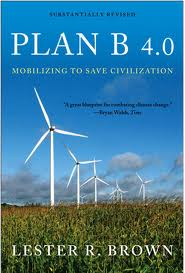 SUBSTANTIALLY REVISED
PLAN B 4.0
MOBILIZING TO SAVE CIVILIZATION
"A great blueprint for combating climate change."
—Bryan Walsh, Time
LESTER R. BROWN